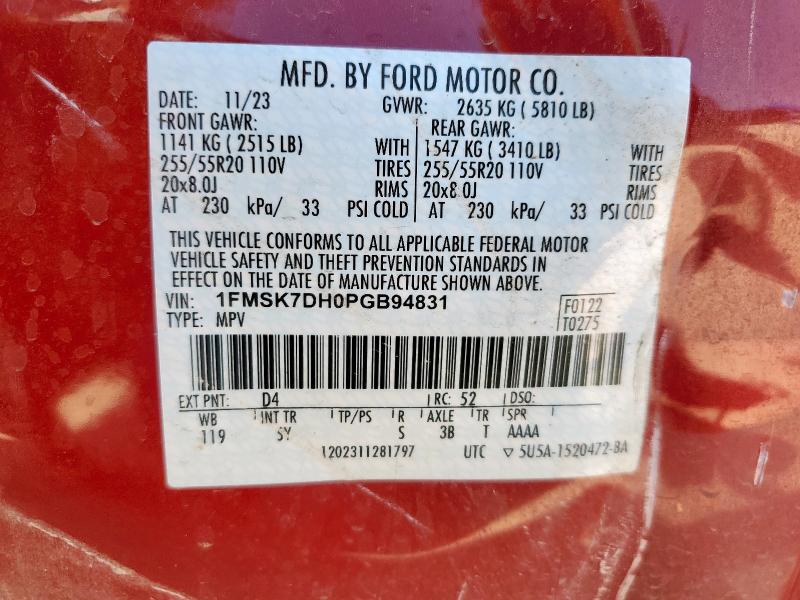 MFD. BY FORD MOTOR CO.
DATE: 11/23 GVWR: 2635 KG ( 5810 LB)
FRONT GAWR: REAR GAWR:
1141 KG ( 2515 LB) WITH 1547 KG ( 3410 LB) WITH
255/55R20 110V TIRES 255/55R20 110V TIRES
20x8.0J RIMS 20x8.0J RIMS
AT 230 kPa/ 33 PSI COLD AT 230 kPa/ 33 PSI COLD
THIS VEHICLE CONFORMS TO ALL APPLICABLE FEDERAL MOTOR
VEHICLE SAFETY AND THEFT PREVENTION STANDARDS IN
EFFECT ON THE DATE OF MANUFACTURE SHOWN ABOVE.
VIN: 1FMSK7DH0PGB94831 F0122
TYPE: MPV T0275
EXT PNT: D4 RC: 52 DSO:
WB INT TR TP/PS R AXLE TR SPR
119 5Y S 3B T AAAA
1202311281797 UTC ▽ 5U5A-1520472-BA